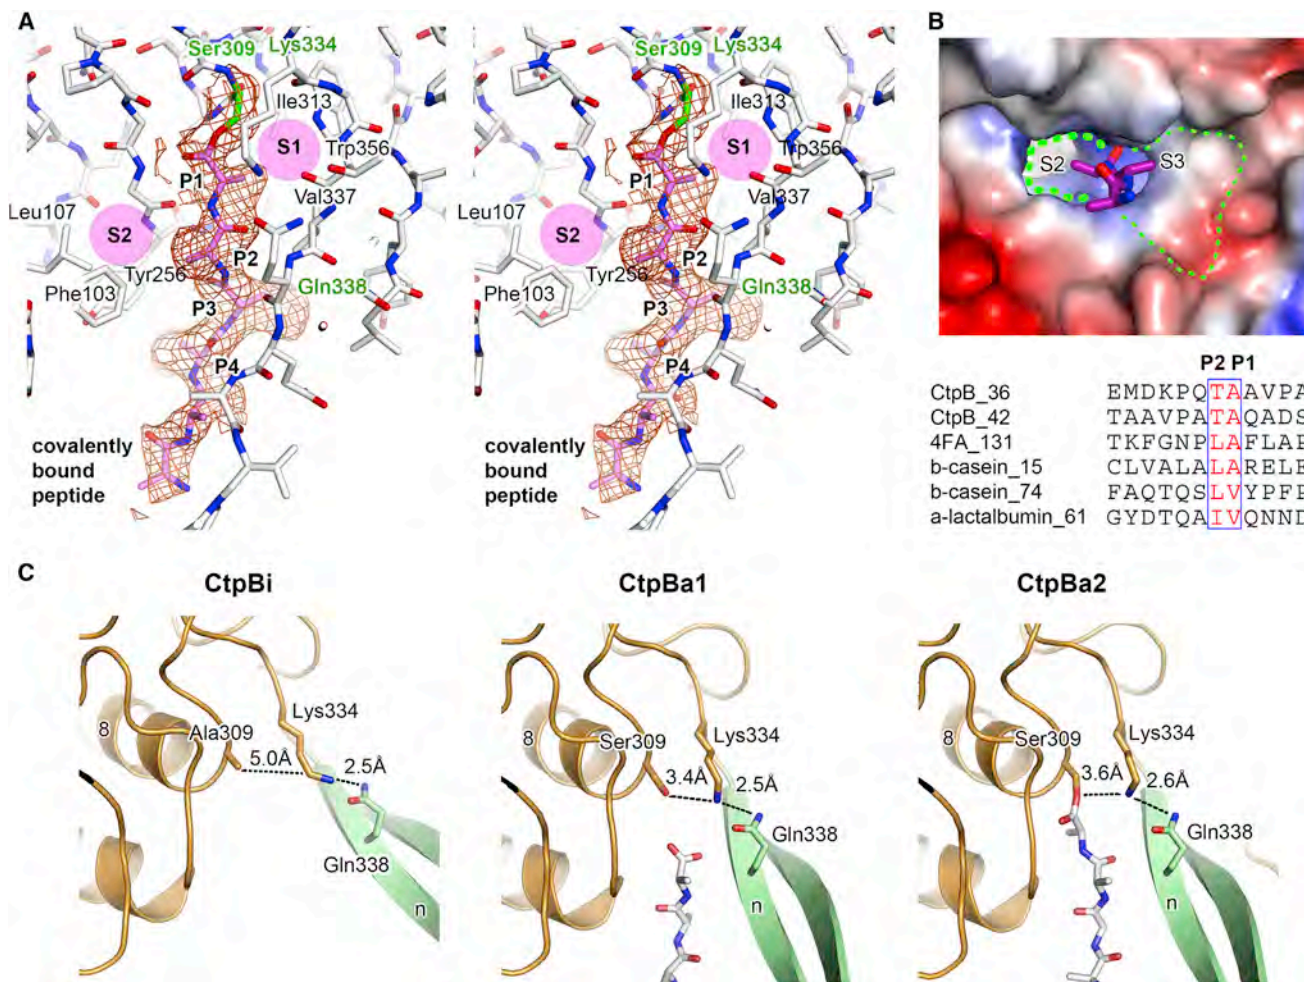 A
Ser309
Lys334
Ile313
S1
Trp356
P1
Val337
Leu107
S2
P2
Tyr256
Phe103
Gln338
P3
P4
covalently
bound
peptide
Ser309
Lys334
Ile313
S1
Trp356
P1
Val337
Leu107
S2
P2
Tyr256
Phe103
Gln338
P3
P4
covalently
bound
peptide
B
S2
S3
P2 P1
CtpB_36 EMDKPQTAAVPA
CtpB_42 TAAVPATAQADS
4FA_131 TKFGNPLAFLAE
b-casein_15 CLVALALARELE
b-casein_74 FAQTQSLVYPFP
a-lactalbumin_61 GYDTQAIVQNND
C
CtpBi
Lys334
8
Ala309
5.0Å
2.5Å
Gln338
n
CtpBa1
Lys334
8
Ser309
3.4Å
2.5Å
Gln338
n
CtpBa2
Lys334
8
Ser309
3.6Å
2.6Å
Gln338
n